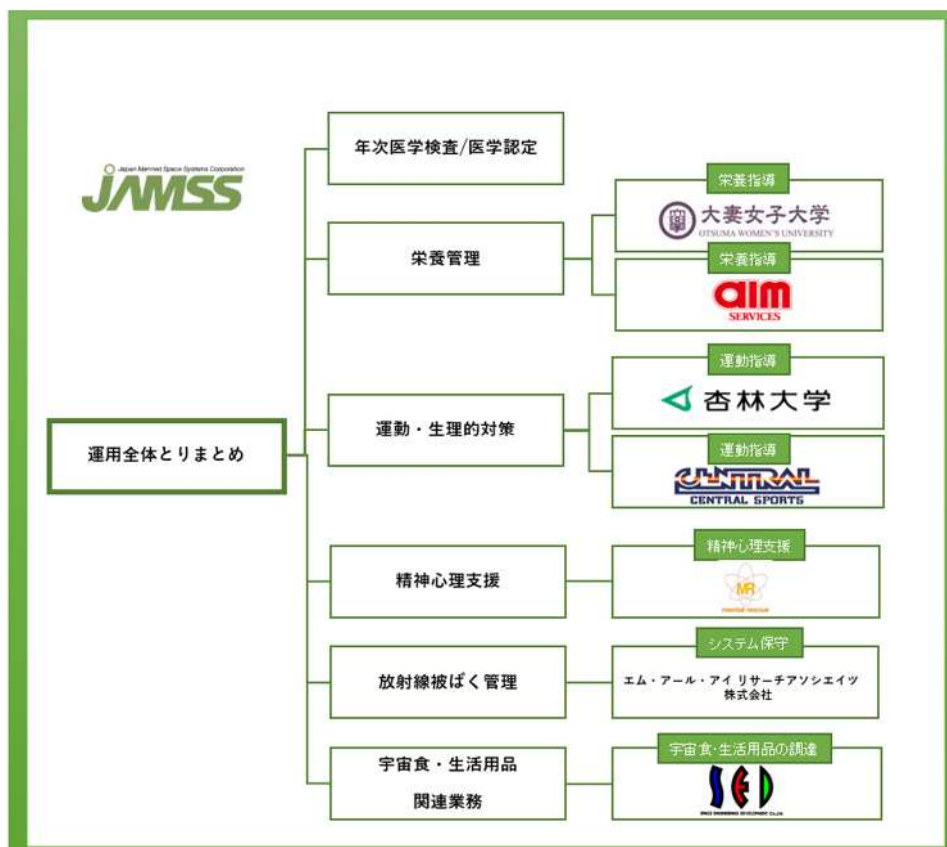 Japan Manned Space Systems Corporation
JAMSS
運用全体とりまとめ
年次医学検査/医学認定
栄養管理
栄養指導
大妻女子大学
OTSUMA WOMEN'S UNIVERSITY
栄養指導
aim
SERVICES
運動・生理的対策
運動指導
杏林大学
運動指導
CENTRAL
CENTRAL SPORTS
精神心理支援
精神心理支援
MR
mental rescue
放射線被ばく管理
システム保守
エム・アール・アイ リサーチアソシエイツ
株式会社
宇宙食・生活用品
関連業務
宇宙食・生活用品の調達
SED
SPACE ENGINEERING DEVELOPMENT Co.,Ltd.